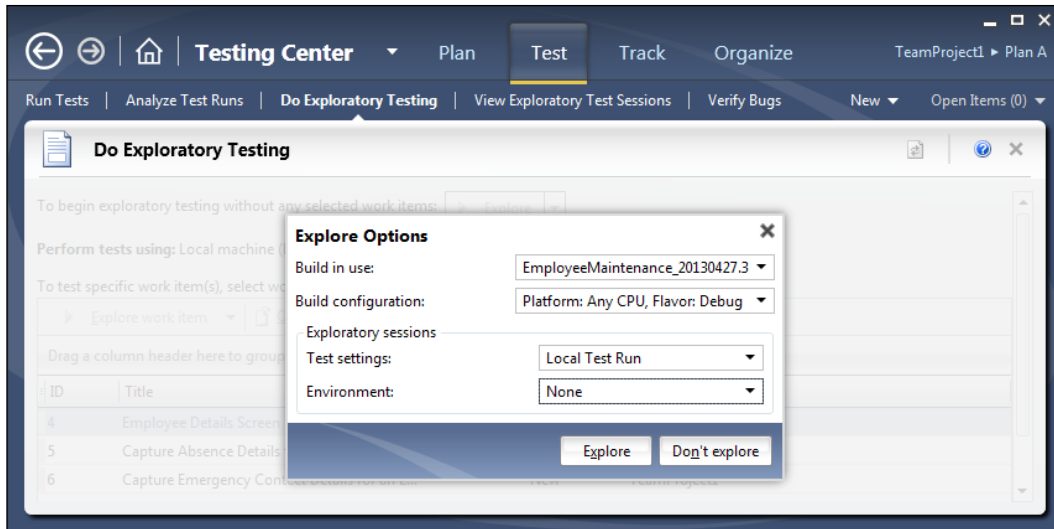 Testing Center Plan Test Track Organize TeamProject1 ▸ Plan A
Run Tests | Analyze Test Runs | Do Exploratory Testing | View Exploratory Test Sessions | Verify Bugs New Open Items (0)
Do Exploratory Testing
To begin exploratory testing without any selected work items: Explore
Explore Options
Perform tests using: Local machine
Build in use: EmployeeMaintenance_20130427.3
To test specific work item(s), select
Build configuration: Platform: Any CPU, Flavor: Debug
Explore work item
Exploratory sessions
Drag a column header here to group
Test settings: Local Test Run
ID Title
Environment: None
4 Employee Details Screen
Explore Don't explore
5 Capture Absence Details
6 Capture Emergency Contact Details for an E... New TeamProject1